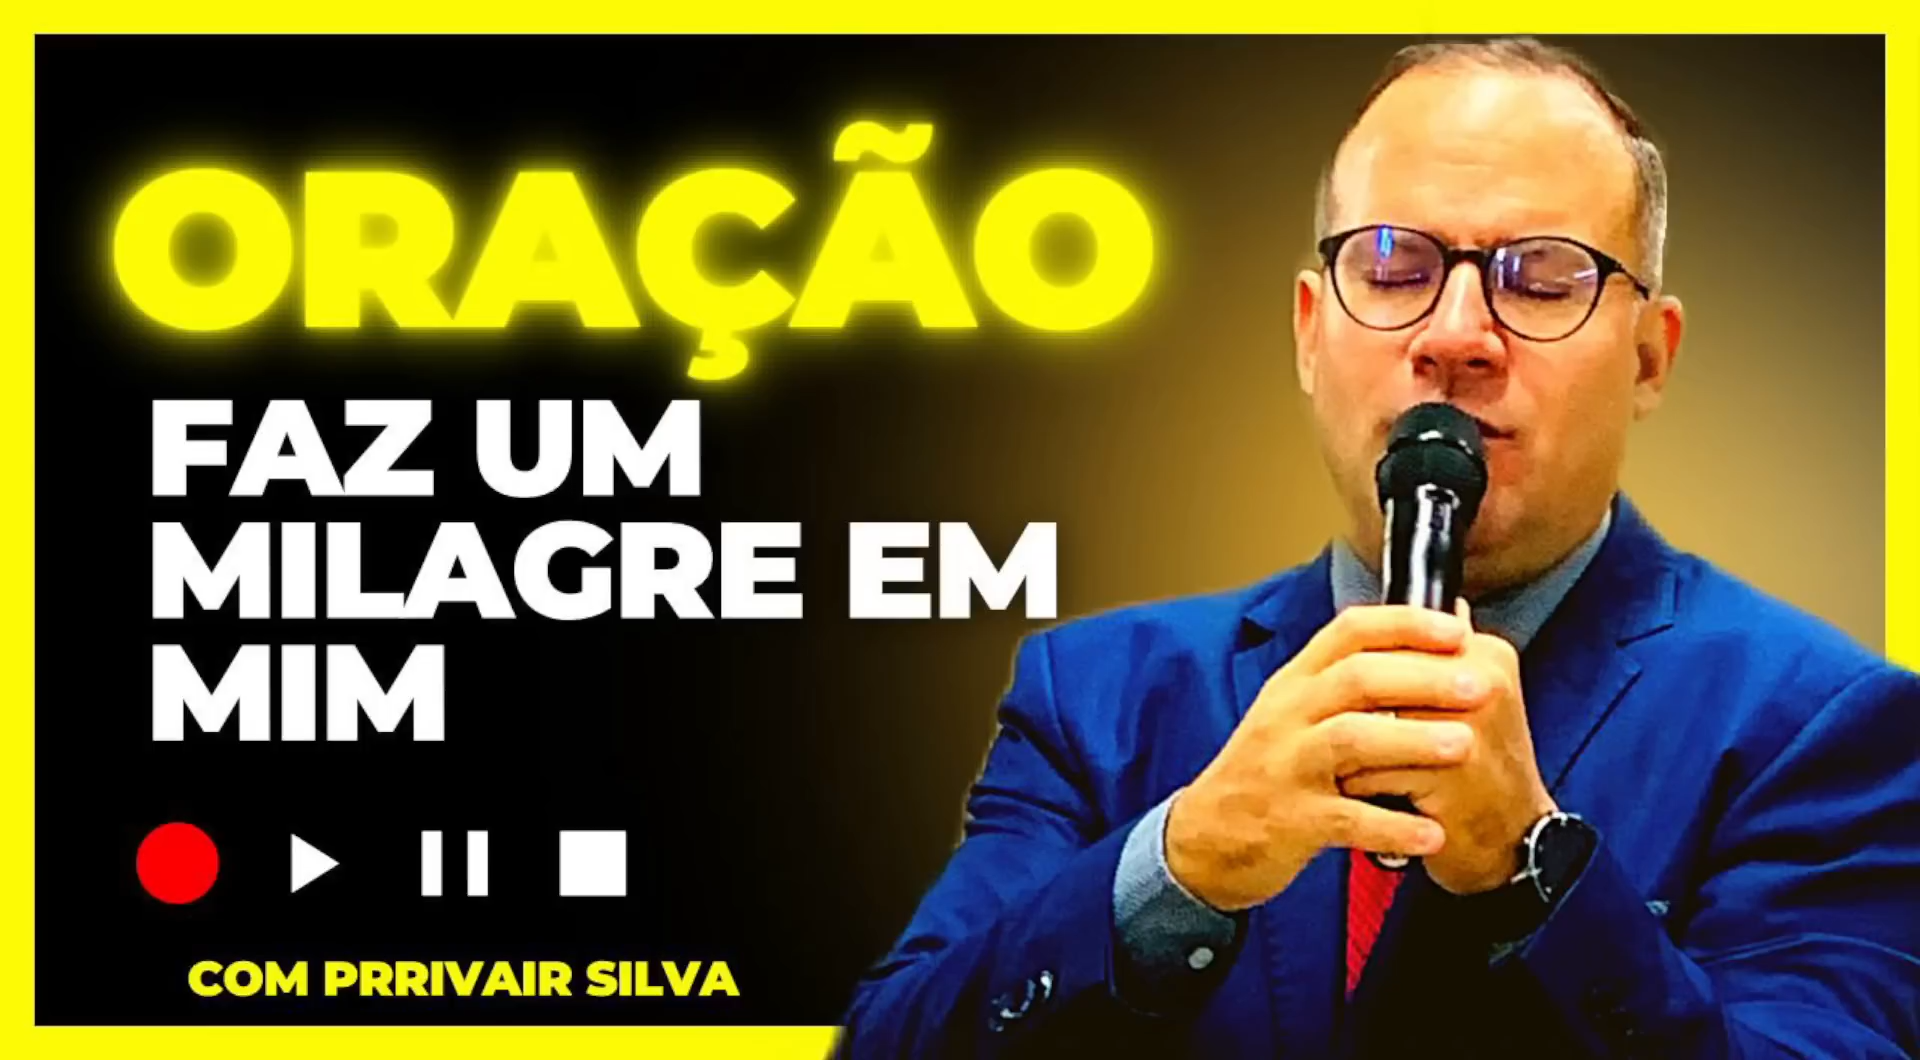 ORAÇÃO
FAZ UM
MILAGRE EM
MIM
COM PRRIVAIR SILVA